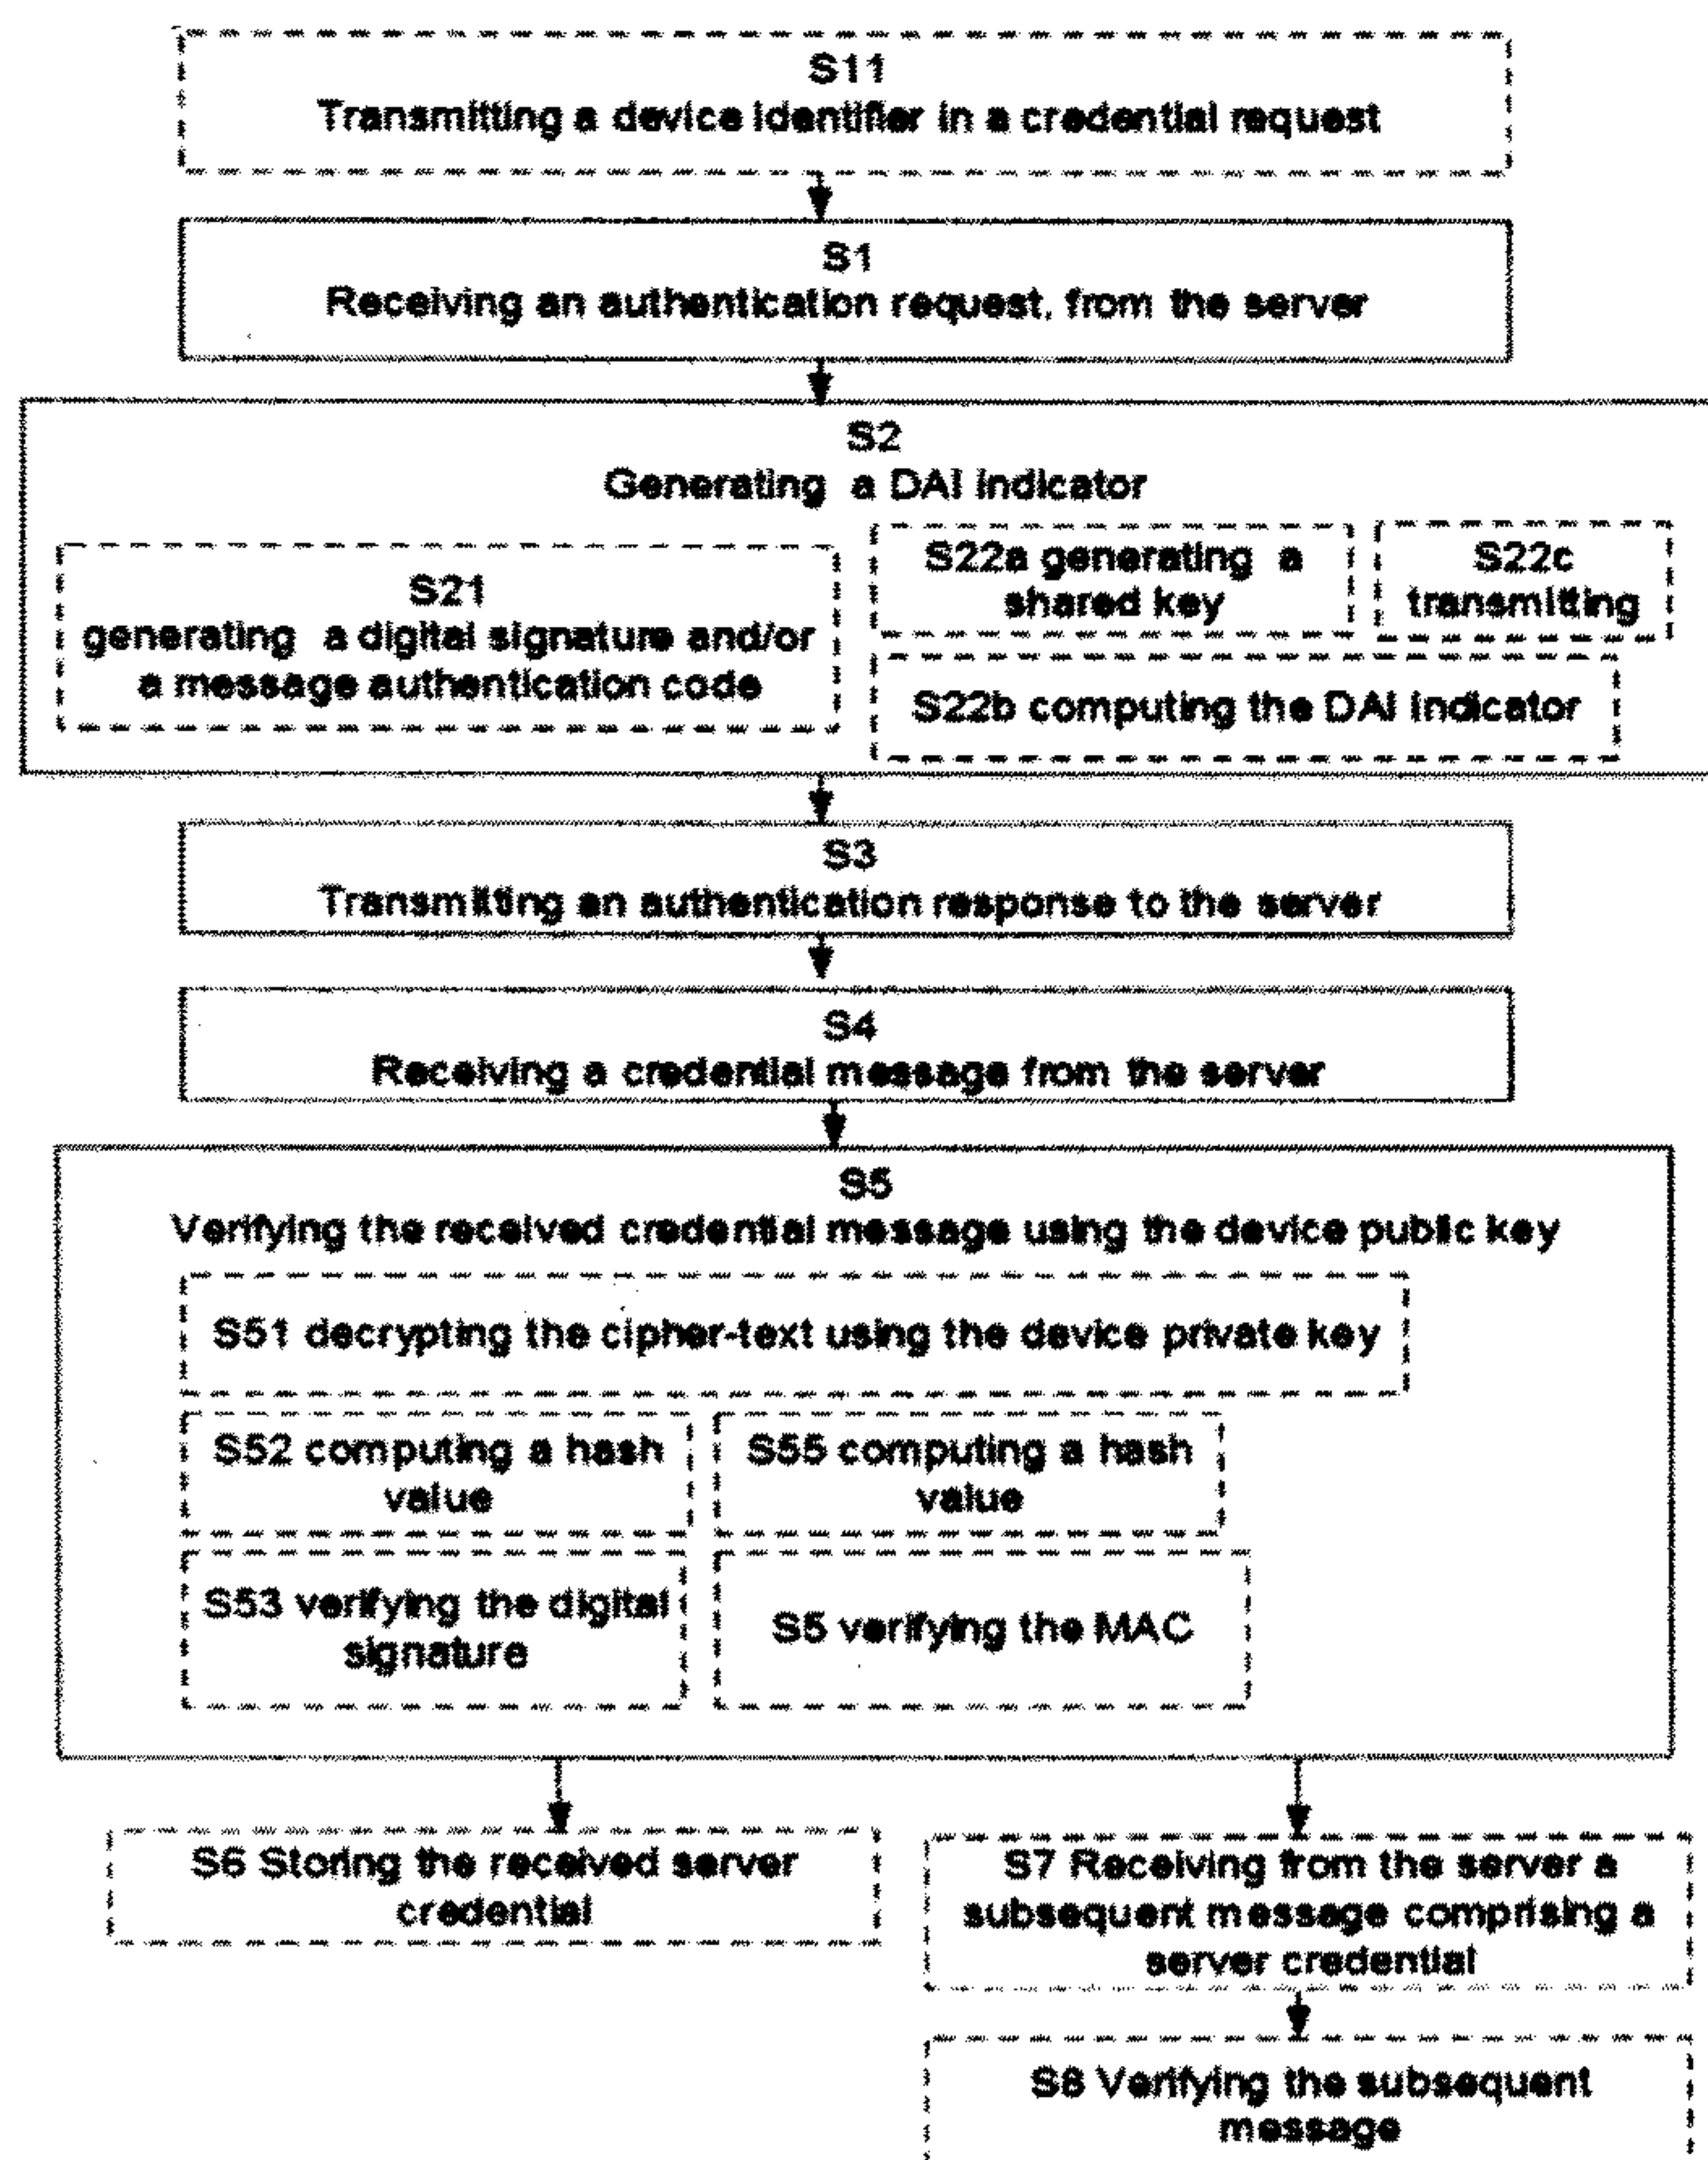 S11
Transmitting a device identifier in a credential request
S1
Receiving an authentication request, from the server
S2
Generating a DAI indicator
S21
generating a digital signature and/or
a message authentication code
S22a generating a
shared key
S22c
transmitting
S22b computing the DAI indicator
S3
Transmitting an authentication response to the server
S4
Receiving a credential message from the server
S5
Verifying the received credential message using the device public key
S51 decrypting the cipher-text using the device private key
S52 computing a hash
value
S55 computing a hash
value
S53 verifying the digital
signature
S5 verifying the MAC
S6 Storing the received server
credential
S7 Receiving from the server a
subsequent message comprising a
server credential
S8 Verifying the subsequent
message